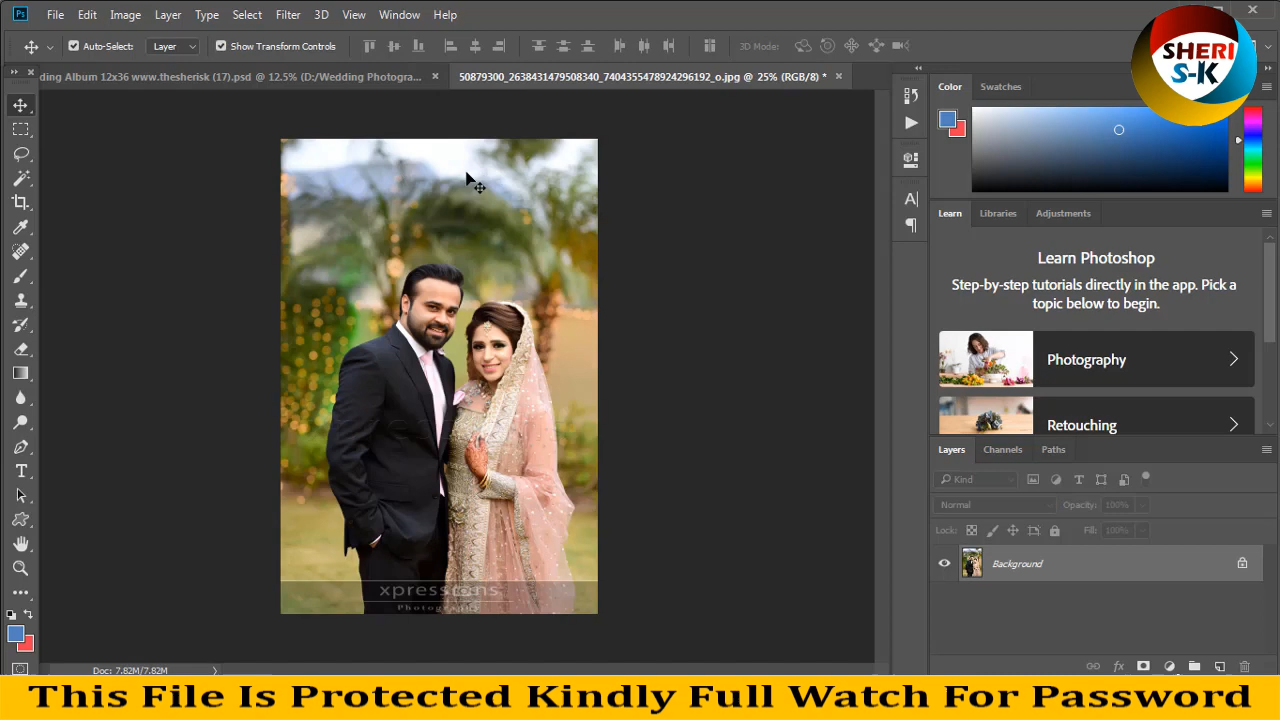 Ps File Edit Image Layer Type Select Filter 3D View Window Help
Auto-Select: Layer Show Transform Controls 3D Mode:
ding Album 12x36 www.thesherisk (17).psd @ 12.5% (D:/Wedding Photogra... 50879300_2638431479508340_7404355478924296192_o.jpg @ 25% (RGB/8) *
SHERI
S-K
Color Swatches
Learn Libraries Adjustments
Learn Photoshop
Step-by-step tutorials directly in the app. Pick a
topic below to begin.
Photography
Retouching
Layers Channels Paths
Kind
Normal Opacity: 100%
Lock: Fill: 100%
Background
xpressions
Photography
Doc: 7.82M/7.82M
This File Is Protected Kindly Full Watch For Password